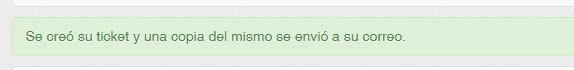 Se creó su ticket y una copia del mismo se envió a su correo.